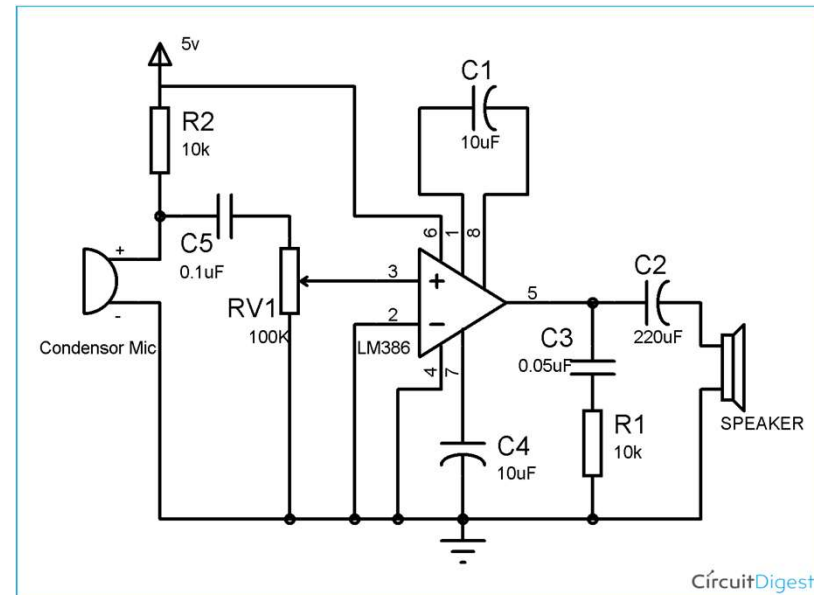 5v
R2
10k
C1
10uF
C5
0.1uF
RV1
100K
+
-
Condensor Mic
6
1
8
3
+
2
−
LM386
4
7
5
C2
220uF
C3
0.05uF
R1
10k
C4
10uF
SPEAKER
CírcuitDigest